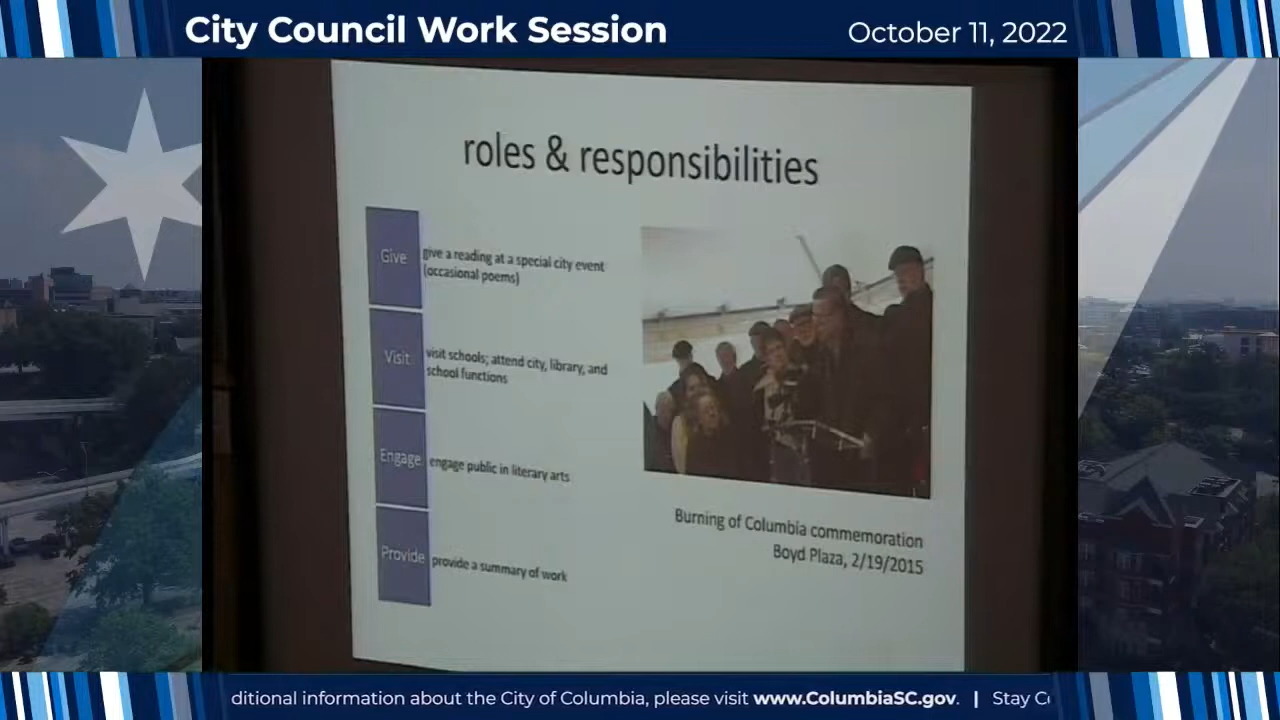 City Council Work Session
October 11, 2022
roles & responsibilities
Give
give a reading at a special city event
(occasional poems)
Visit
visit schools; attend city, library, and
school functions
Engage
engage public in literary arts
Provide
provide a summary of work
Burning of Columbia commemoration
Boyd Plaza, 2/19/2015
ditional information about the City of Columbia, please visit www.ColumbiaSC.gov. | Stay